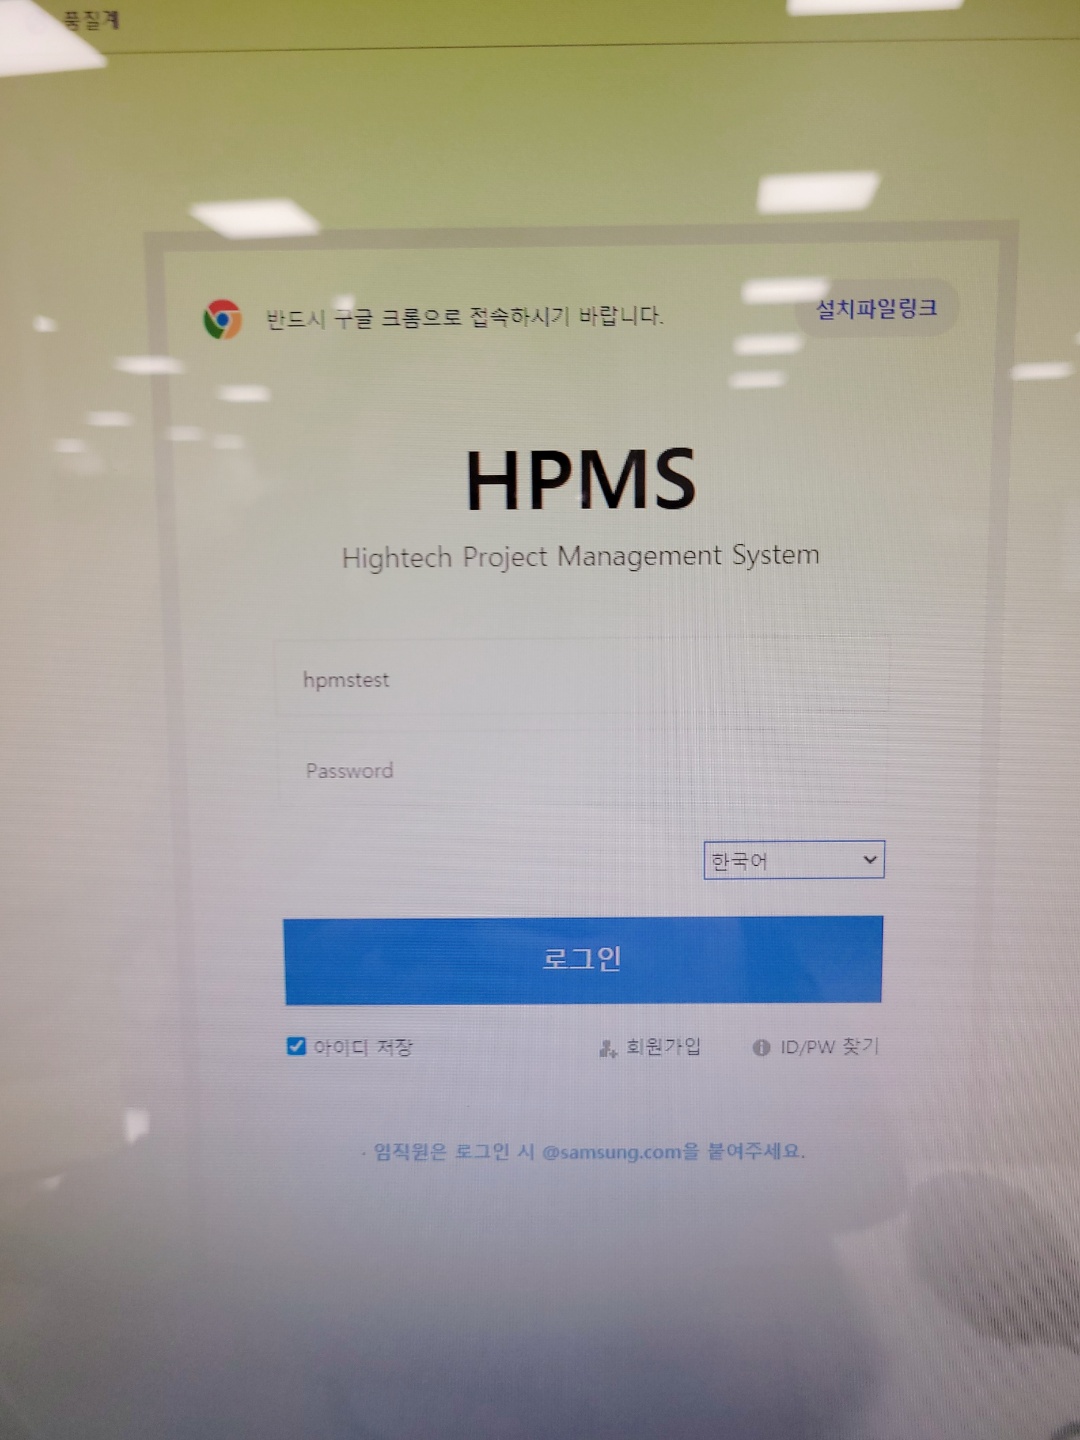 품질계
반드시 구글 크롬으로 접속하시기 바랍니다.
설치파일링크
HPMS
Hightech Project Management System
hpmstest
Password
한국어
로그인
아이디 저장
회원가입
ID/PW 찾기
· 임직원은 로그인 시 @samsung.com을 붙여주세요.